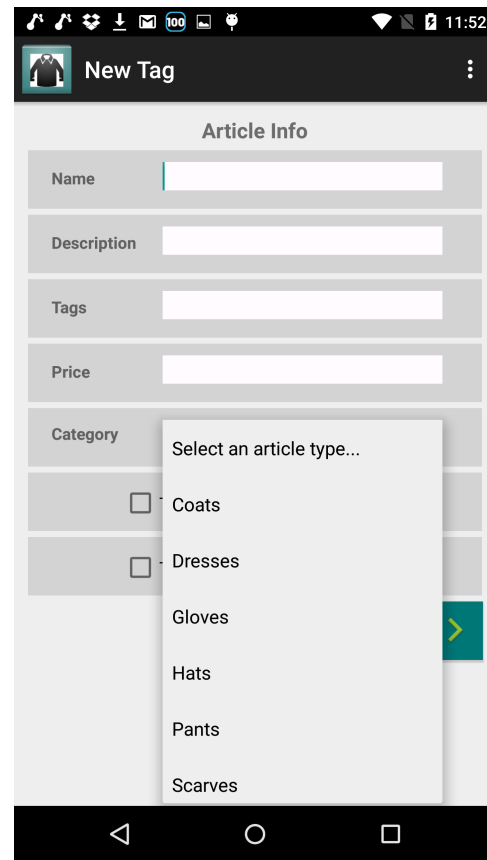 100
11:52
New Tag
Article Info
Name
Description
Tags
Price
Category
Select an article type...
Coats
Dresses
Gloves
Hats
Pants
Scarves